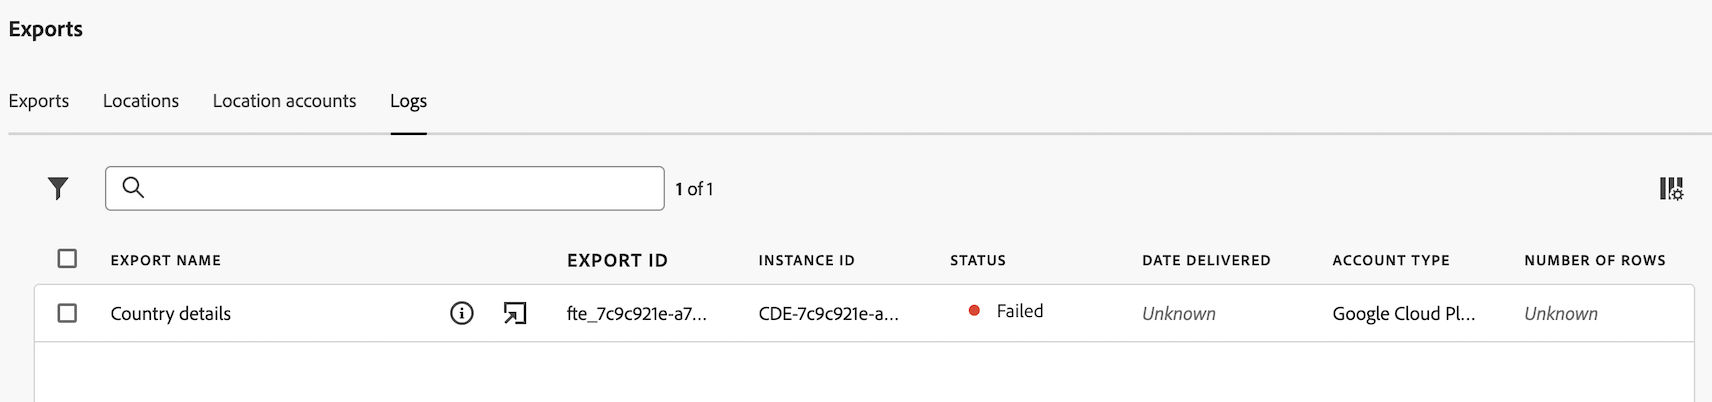 Exports
Exports Locations Location accounts Logs
1 of 1
EXPORT NAME EXPORT ID INSTANCE ID STATUS DATE DELIVERED ACCOUNT TYPE NUMBER OF ROWS
Country details fte_7c9c921e-a7... CDE-7c9c921e-a... Failed Unknown Google Cloud Pl... Unknown